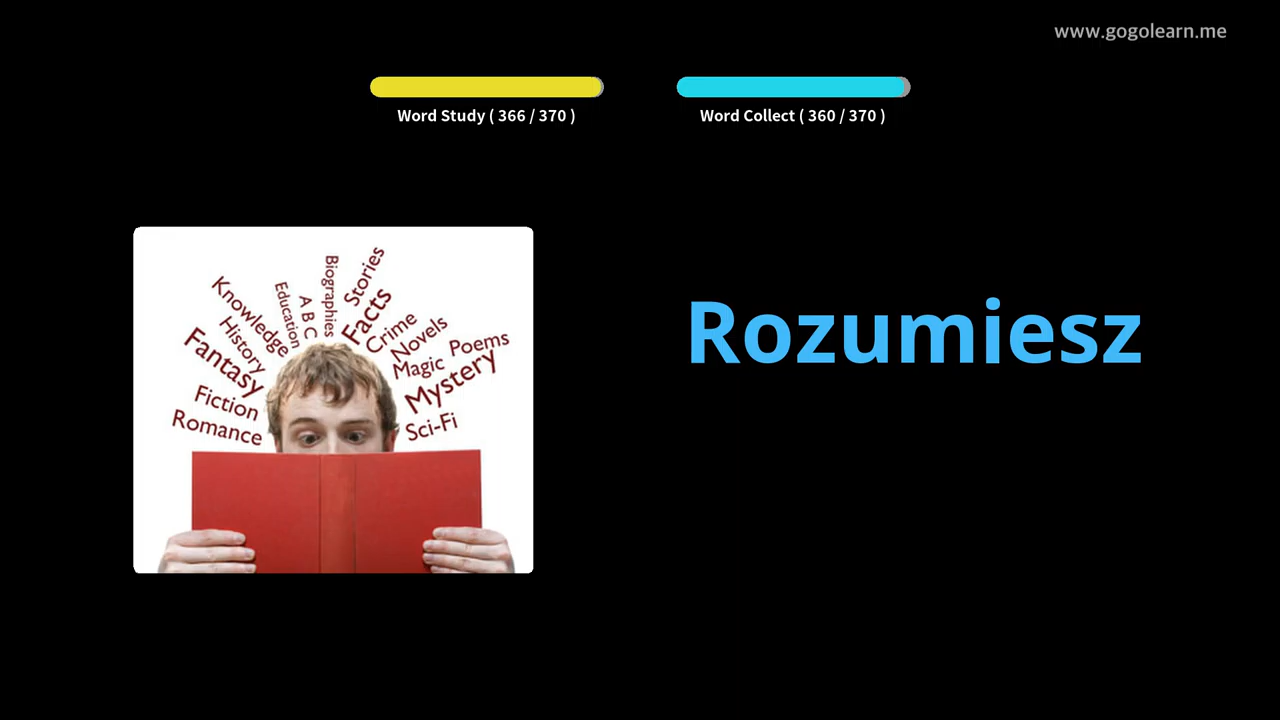 www.gogolearn.me
Word Study ( 366 / 370 )
Word Collect ( 360 / 370 )
Rozumiesz
Stories
Biographies
Education
A B C
Facts
Knowledge
History
Crime
Novels
Poems
Fantasy
Magic
Mystery
Fiction
Romance
Sci-Fi